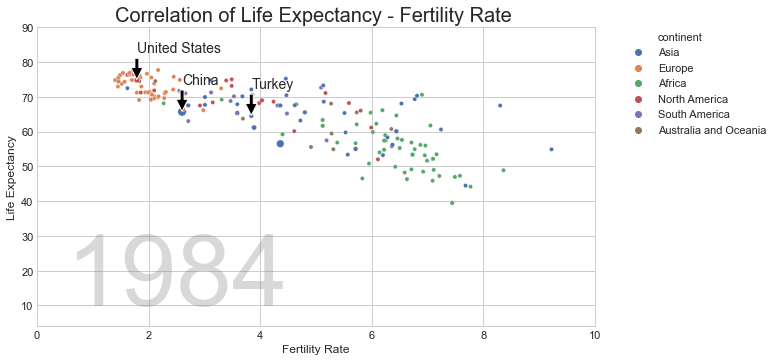 Correlation of Life Expectancy - Fertility Rate
90
80
70
60
50
40
30
20
10
Life Expectancy
United States
China
Turkey
1984
0
2
4
6
8
10
Fertility Rate
continent
Asia
Europe
Africa
North America
South America
Australia and Oceania